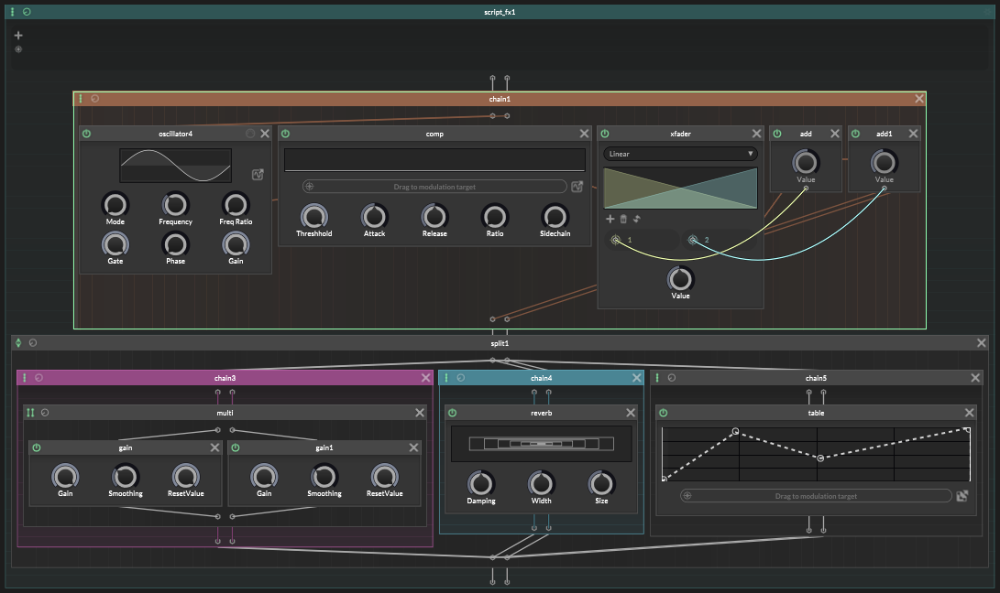 script_fx1
chain1
oscillator4
comp
xfader
add
add1
Linear
Value
Value
Drag to modulation target
Mode
Frequency
Freq Ratio
Threshhold
Attack
Release
Ratio
Sidechain
1
2
Gate
Phase
Gain
Value
split1
chain3
chain4
chain5
multi
reverb
table
gain
gain1
Gain
Smoothing
ResetValue
Gain
Smoothing
ResetValue
Damping
Width
Size
Drag to modulation target